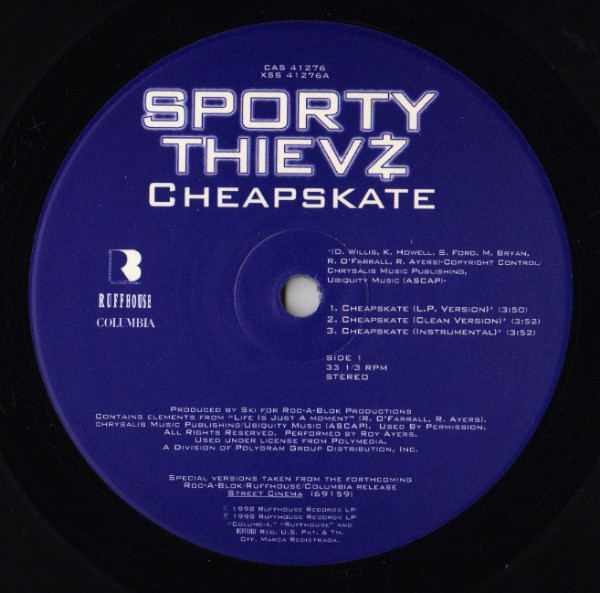 CAS 41276
XSS 41276A
SPORTY
THIEVZ
CHEAPSKATE
*(D. WILLIS, K. HOWELL, S. FORD, M. BRYAN,
R. O'FARRALL, R. AYERS)•COPYRIGHT CONTROL/
CHRYSALIS MUSIC PUBLISHING,
UBIQUITY MUSIC (ASCAP)•
RUFFHOUSE
COLUMBIA
1. CHEAPSKATE (L.P. VERSION)* (3:50)
2. CHEAPSKATE (CLEAN VERSION)* (3:52)
3. CHEAPSKATE (INSTRUMENTAL)* (3:52)
SIDE 1
33 1/3 RPM
STEREO
PRODUCED BY SKI FOR ROC-A-BLOK PRODUCTIONS
CONTAINS ELEMENTS FROM "LIFE IS JUST A MOMENT" (R. O'FARRALL, R. AYERS).
CHRYSALIS MUSIC PUBLISHING/UBIQUITY MUSIC (ASCAP). USED BY PERMISSION.
ALL RIGHTS RESERVED. PERFORMED BY ROY AYERS.
USED UNDER LICENSE FROM POLYMEDIA,
A DIVISION OF POLYGRAM GROUP DISTRIBUTION, INC.
SPECIAL VERSIONS TAKEN FROM THE FORTHCOMING
ROC-A-BLOK/RUFFHOUSE/COLUMBIA RELEASE
STREET CINEMA (69159)
© 1998 RUFFHOUSE RECORDS LP
℗ 1998 RUFFHOUSE RECORDS LP
"COLUMBIA," "RUFFHOUSE" AND
RUFFHOUSE REG. U.S. PAT. & TM.
OFF. MARCA REGISTRADA.